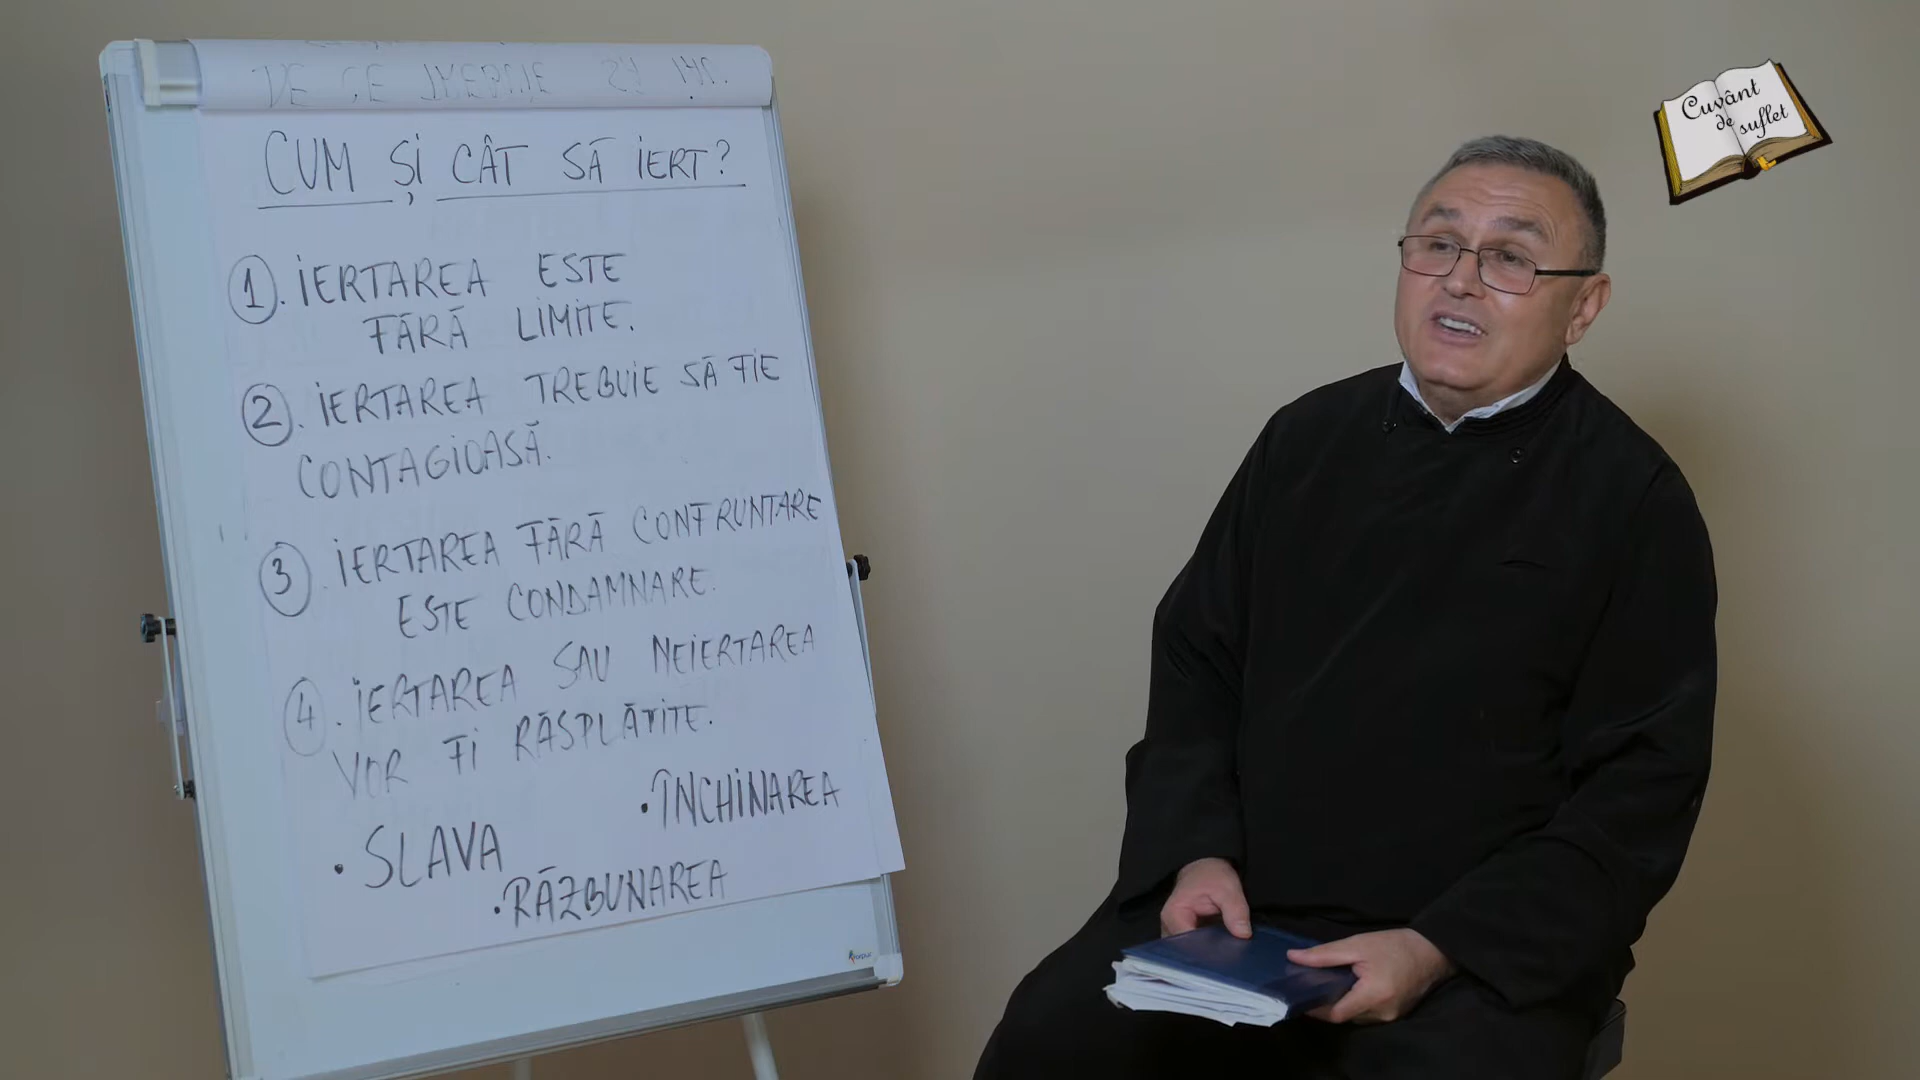 CUM ȘI CÂT SĂ IERT?
1. IERTAREA ESTE
FĂRĂ LIMITE.
2. IERTAREA TREBUIE SĂ FIE
CONTAGIOASĂ.
3. IERTAREA FĂRĂ CONFRUNTARE
ESTE CONDAMNARE.
4. IERTAREA SAU NEIERTAREA
VOR FI RĂSPLĂTITE.
• ÎNCHINAREA
• SLAVA
• RĂZBUNAREA
Cuvânt
de suflet